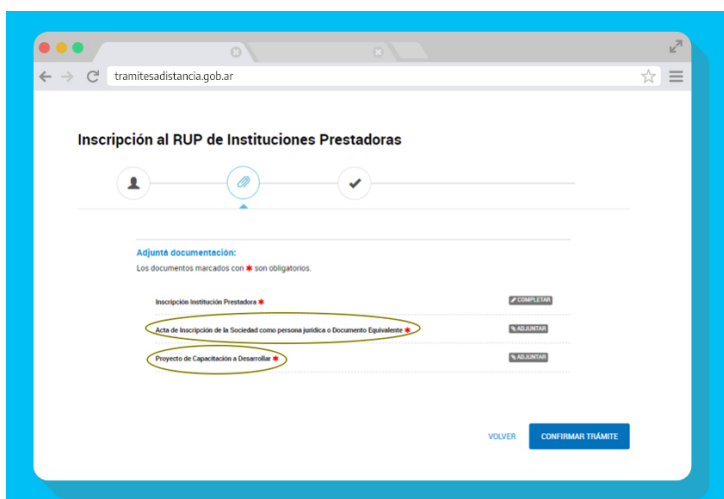 tramitesadistancia.gob.ar
Inscripción al RUP de Instituciones Prestadoras
Adjuntá documentación:
Los documentos marcados con * son obligatorios.
Inscripción Institución Prestadora * COMPLETAR
Acta de Inscripción de la Sociedad como persona jurídica o Documento Equivalente * ADJUNTAR
Proyecto de Capacitación a Desarrollar * ADJUNTAR
VOLVER CONFIRMAR TRÁMITE